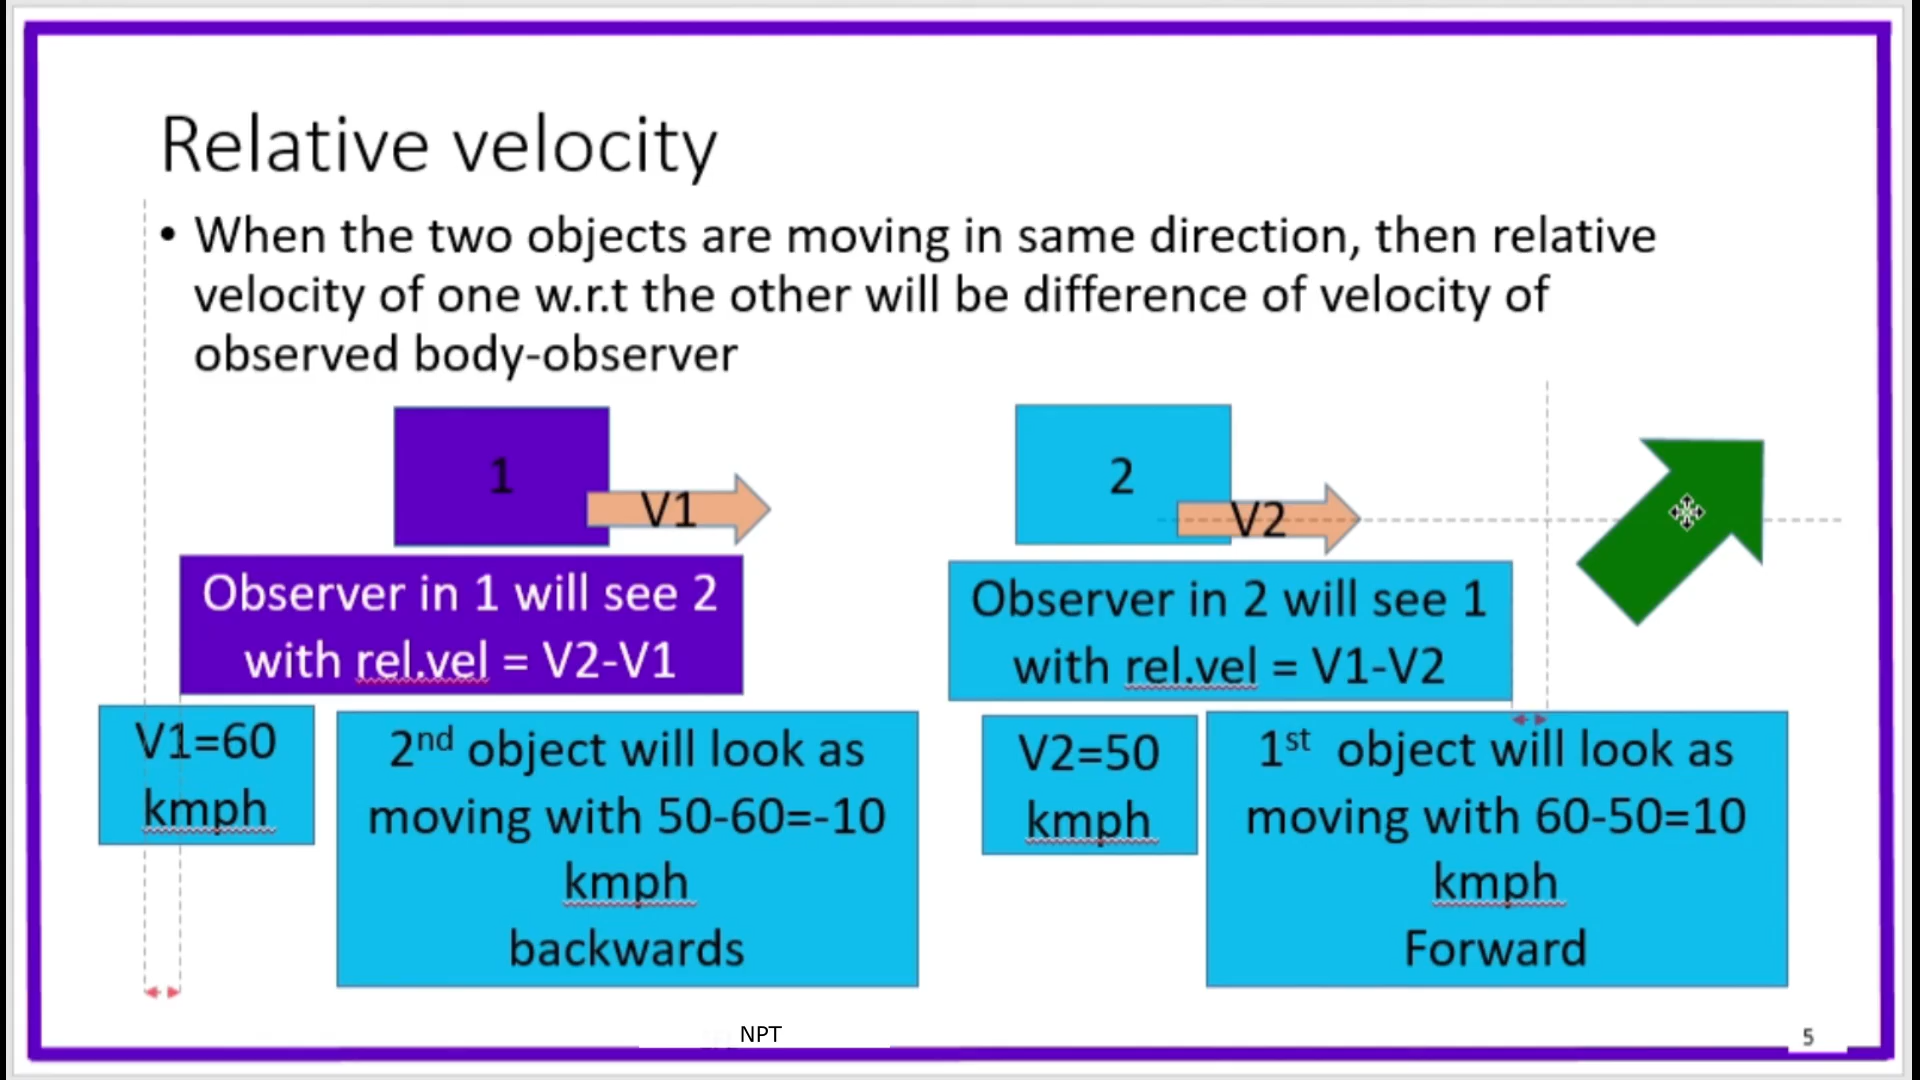 Relative velocity
• When the two objects are moving in same direction, then relative
velocity of one w.r.t the other will be difference of velocity of
observed body-observer
1
V1
2
V2
Observer in 1 will see 2
with rel.vel = V2-V1
Observer in 2 will see 1
with rel.vel = V1-V2
V1=60
kmph
2nd object will look as
moving with 50-60=-10
kmph
backwards
V2=50
kmph
1st object will look as
moving with 60-50=10
kmph
Forward
NPT
5